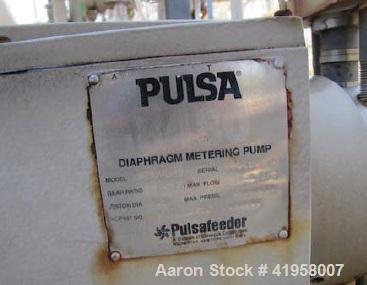 A T
PULSA®
DIAPHRAGM METERING PUMP
MODEL SERIAL
GEAR RATIO MAX FLOW
PISTON DIA MAX. PRESS.
Pulsafeeder
Aaron Stock # 41958007